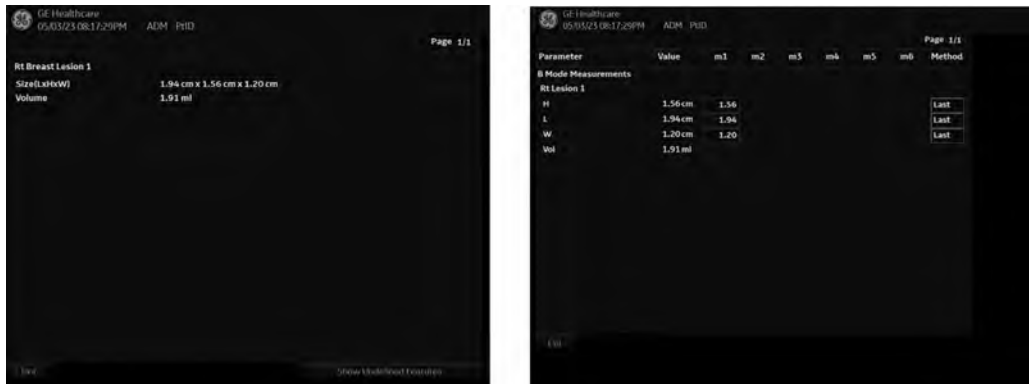 GE Healthcare
05/03/23 08:17:29PM ADM PtID
Page 1/1
Rt Breast Lesion 1
Size(LxHxW) 1.94 cm x 1.56 cm x 1.20 cm
Volume 1.91 ml
Show Undefined Features
GE Healthcare
05/03/23 08:17:29PM ADM PtID
Page 1/1
Parameter Value m1 m2 m3 m4 m5 m6 Method
B Mode Measurements
Rt Lesion 1
H 1.56 cm 1.56 Last
L 1.94 cm 1.94 Last
W 1.20 cm 1.20 Last
Vol 1.91 ml